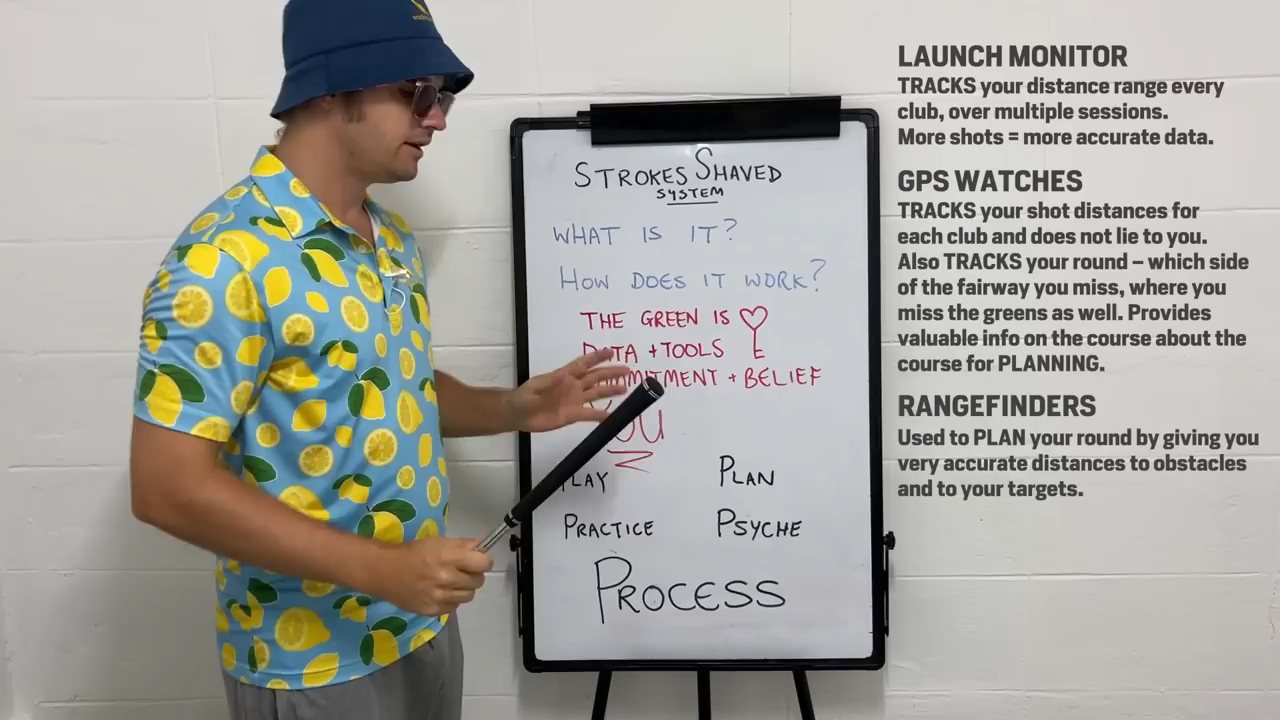 STROKES SHAVED
SYSTEM
WHAT IS IT?
HOW DOES IT WORK?
THE GREEN IS
DATA + TOOLS
COMMITMENT + BELIEF
YOU
PLAY PLAN
PRACTICE PSYCHE
PROCESS
LAUNCH MONITOR
TRACKS your distance range every
club, over multiple sessions.
More shots = more accurate data.
GPS WATCHES
TRACKS your shot distances for
each club and does not lie to you.
Also TRACKS your round – which side
of the fairway you miss, where you
miss the greens as well. Provides
valuable info on the course about the
course for PLANNING.
RANGEFINDERS
Used to PLAN your round by giving you
very accurate distances to obstacles
and to your targets.